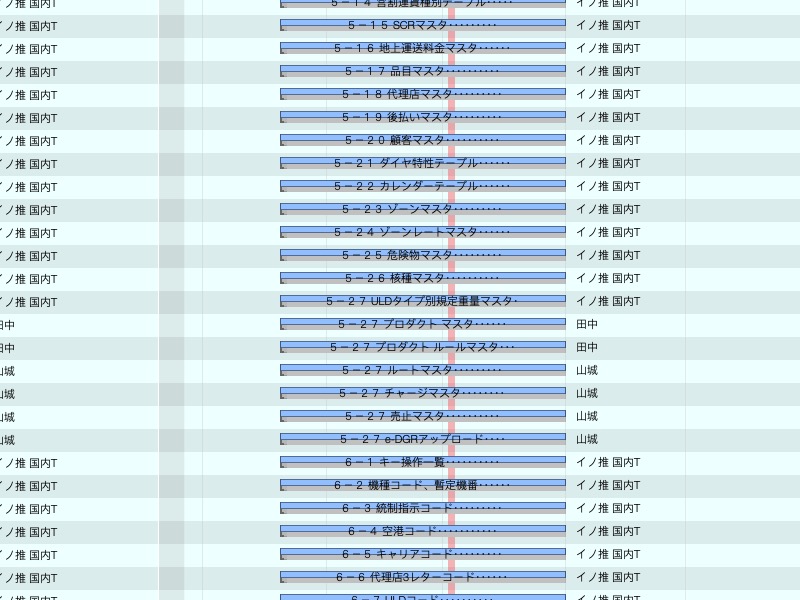 イノ推 国内T ５－１４ 営割運賃種別テーブル‥‥‥ イノ推 国内T
５－１５ SCRマスタ‥‥‥‥‥ イノ推 国内T
イノ推 国内T ５－１６ 地上運送料金マスタ‥‥‥ イノ推 国内T
イノ推 国内T ５－１７ 品目マスタ‥‥‥‥‥ イノ推 国内T
イノ推 国内T ５－１８ 代理店マスタ‥‥‥‥ イノ推 国内T
イノ推 国内T ５－１９ 後払いマスタ‥‥‥‥ イノ推 国内T
イノ推 国内T ５－２０ 顧客マスタ‥‥‥‥‥ イノ推 国内T
イノ推 国内T ５－２１ ダイヤ特性テーブル‥‥‥ イノ推 国内T
イノ推 国内T ５－２２ カレンダーテーブル‥‥‥ イノ推 国内T
イノ推 国内T ５－２３ ゾーンマスタ‥‥‥‥ イノ推 国内T
イノ推 国内T ５－２４ ゾーンレートマスタ‥‥‥ イノ推 国内T
イノ推 国内T ５－２５ 危険物マスタ‥‥‥‥ イノ推 国内T
イノ推 国内T ５－２６ 核種マスタ‥‥‥‥‥ イノ推 国内T
イノ推 国内T ５－２７ ULDタイプ別規定重量マスタ・ イノ推 国内T
田中 ５－２７ プロダクト マスタ‥‥‥ 田中
田中 ５－２７ プロダクト ルールマスタ‥・ 田中
山城 ５－２７ ルートマスタ‥‥‥‥ 山城
山城 ５－２７ チャージマスタ‥‥‥‥ 山城
山城 ５－２７ 売止マスタ‥‥‥‥‥ 山城
山城 ５－２７ e-DGRアップロード‥‥ 山城
イノ推 国内T ６－１ キー操作一覧‥‥‥‥‥ イノ推 国内T
イノ推 国内T ６－２ 機種コード、暫定機番‥‥‥ イノ推 国内T
イノ推 国内T ６－３ 統制指示コード‥‥‥‥ イノ推 国内T
イノ推 国内T ６－４ 空港コード‥‥‥‥‥ イノ推 国内T
イノ推 国内T ６－５ キャリアコード‥‥‥‥ イノ推 国内T
イノ推 国内T ６－６ 代理店3レターコード‥‥‥ イノ推 国内T
イノ推 国内T ６－７ ULDコード‥‥‥‥‥ イノ推 国内T